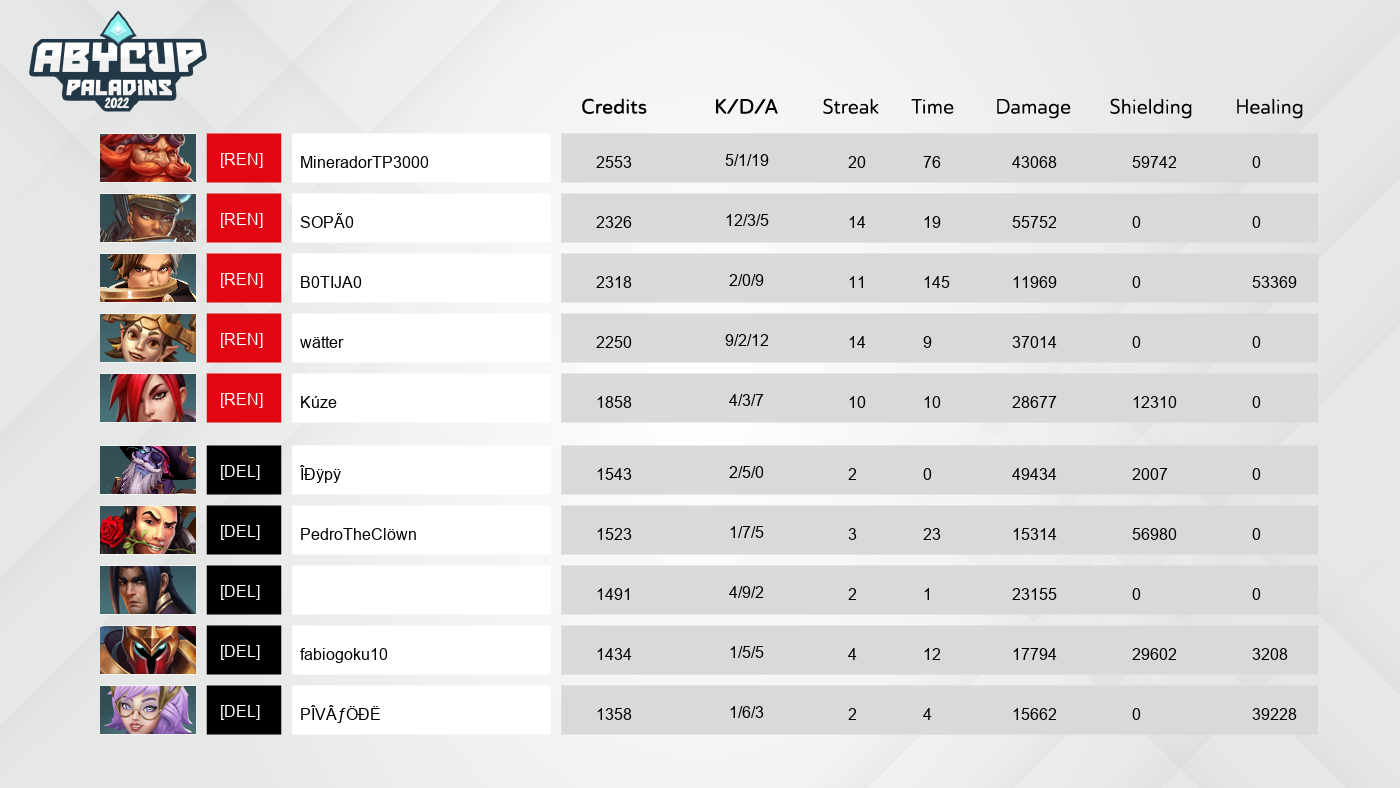 ABYCUP
PALADINS
2022
Credits K/D/A Streak Time Damage Shielding Healing
[REN] MineradorTP3000 2553 5/1/19 20 76 43068 59742 0
[REN] SOPÃ0 2326 12/3/5 14 19 55752 0 0
[REN] B0TIJA0 2318 2/0/9 11 145 11969 0 53369
[REN] wätter 2250 9/2/12 14 9 37014 0 0
[REN] Kúze 1858 4/3/7 10 10 28677 12310 0
[DEL] ÎÐÿpÿ 1543 2/5/0 2 0 49434 2007 0
[DEL] PedroTheClöwn 1523 1/7/5 3 23 15314 56980 0
[DEL] 1491 4/9/2 2 1 23155 0 0
[DEL] fabiogoku10 1434 1/5/5 4 12 17794 29602 3208
[DEL] PÎVÂƒÖÐË 1358 1/6/3 2 4 15662 0 39228